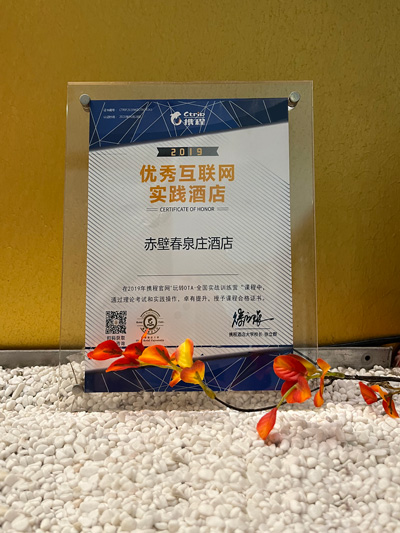 Ctrip
携程
2019
优秀互联网
实践酒店
CERTIFICATE OF HONOR
赤壁春泉庄酒店
在2019年携程官网“玩转OTA·全国实战训练营”课程中，
通过理论考试和实践操作，卓有提升，授予课程合格证书。